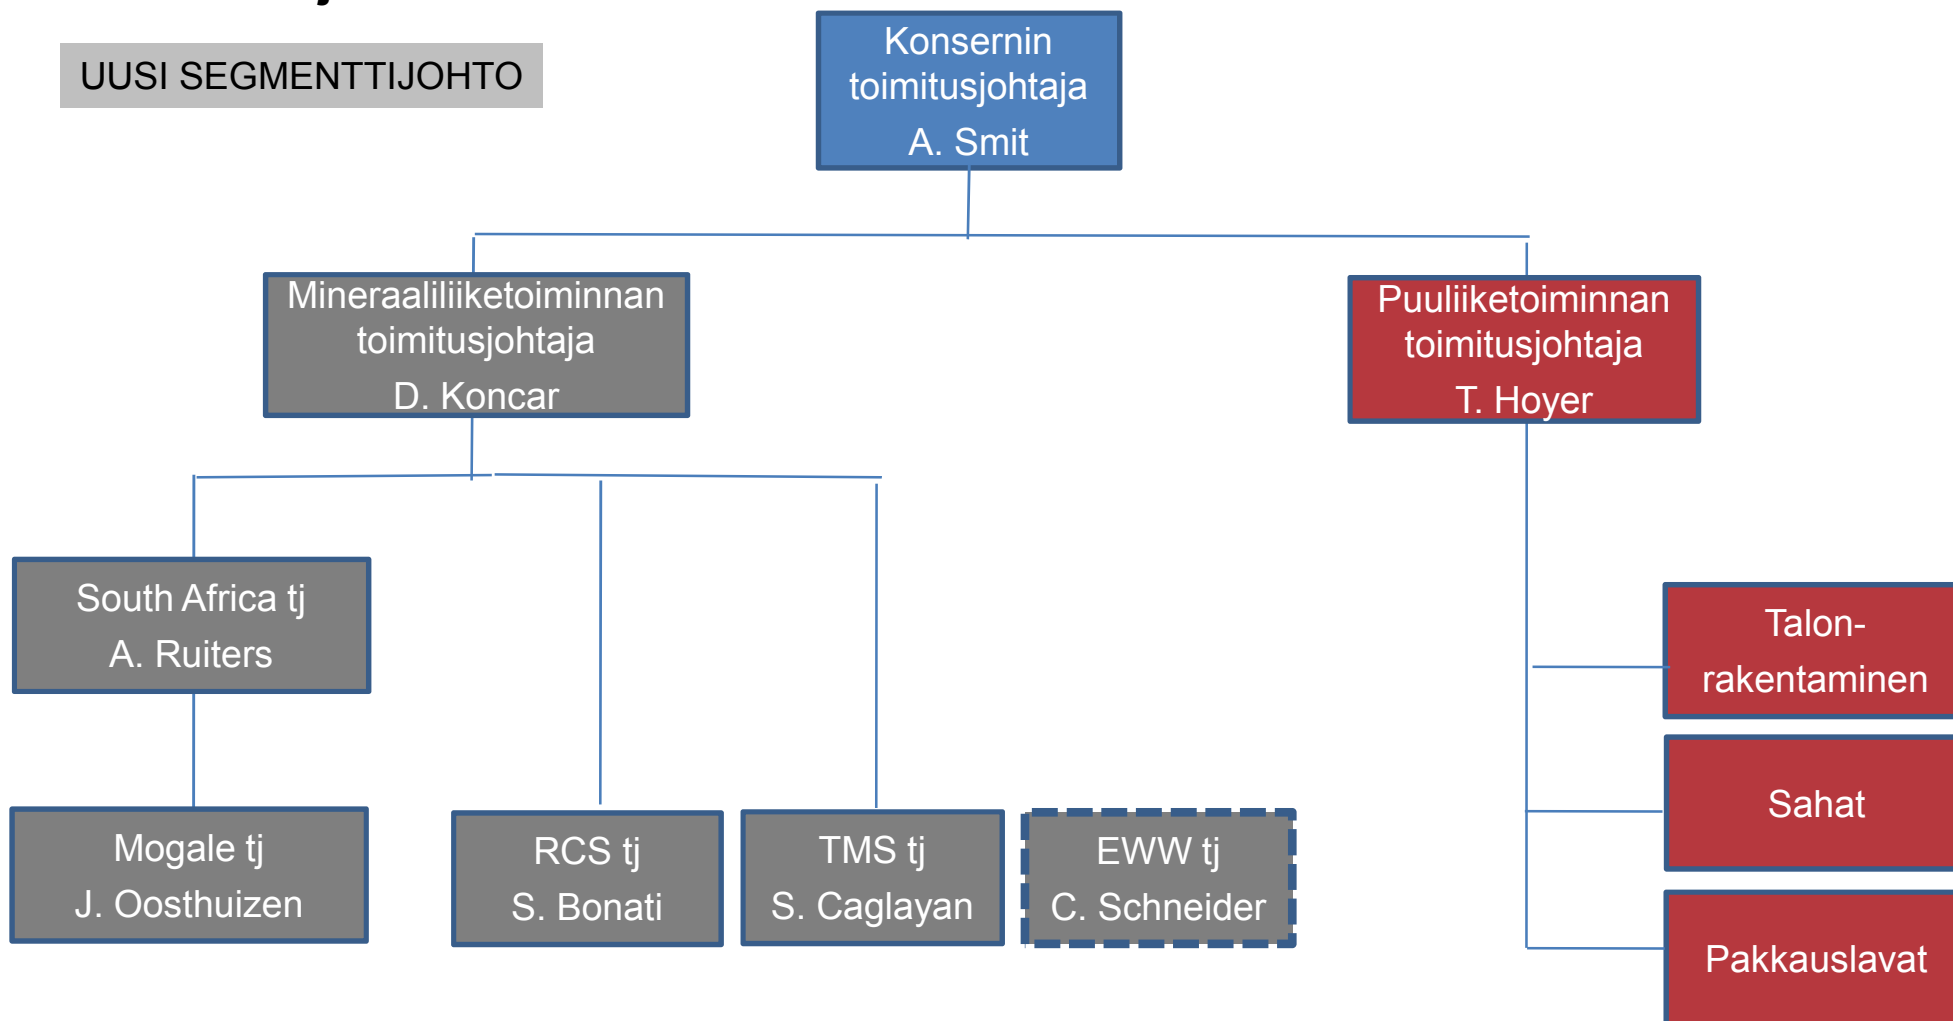 UUSI SEGMENTTIJOHTO
Konsernin
toimitusjohtaja
A. Smit
Mineraaliliiketoiminnan
toimitusjohtaja
D. Koncar
Puuliiketoiminnan
toimitusjohtaja
T. Hoyer
South Africa tj
A. Ruiters
Mogale tj
J. Oosthuizen
RCS tj
S. Bonati
TMS tj
S. Caglayan
EWW tj
C. Schneider
Talon-
rakentaminen
Sahat
Pakkauslavat